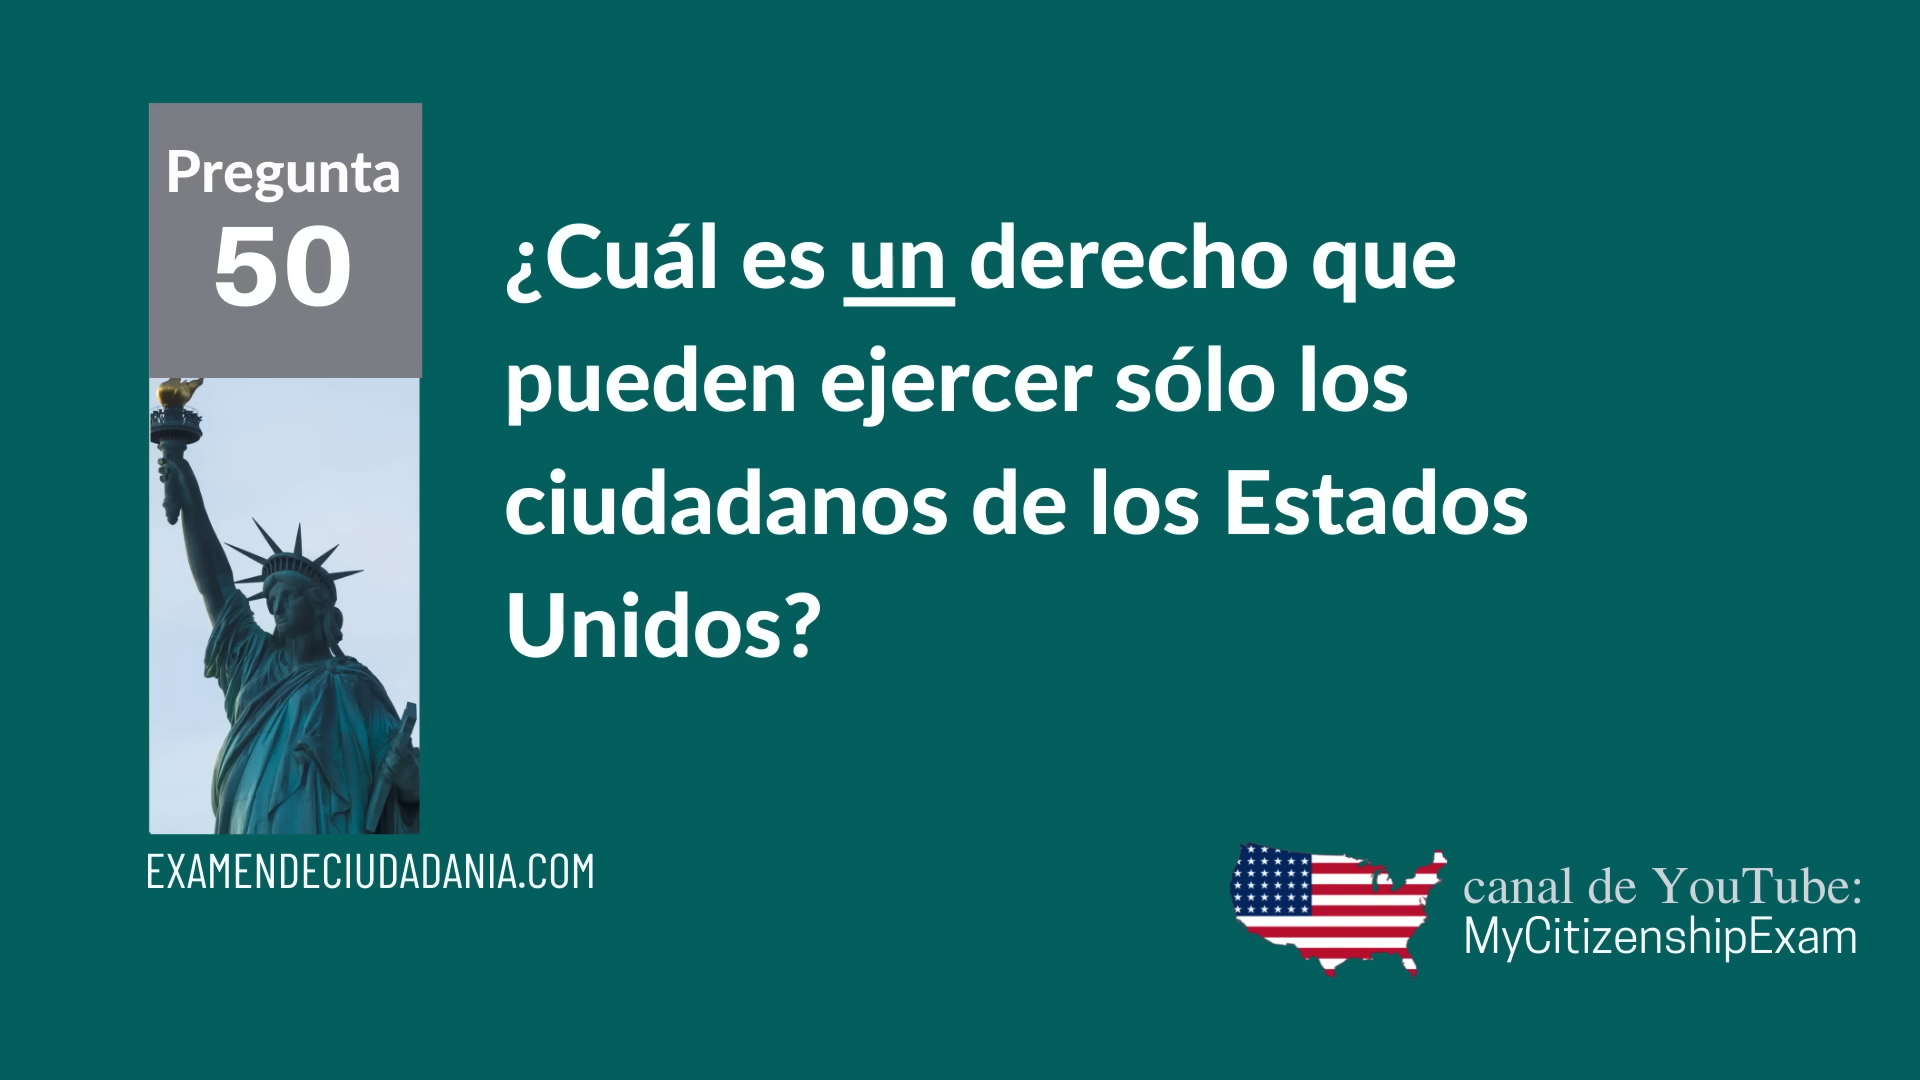 Pregunta
50
¿Cuál es un derecho que
pueden ejercer sólo los
ciudadanos de los Estados
Unidos?
EXAMENDECIUDADANIA.COM
canal de YouTube:
MyCitizenshipExam